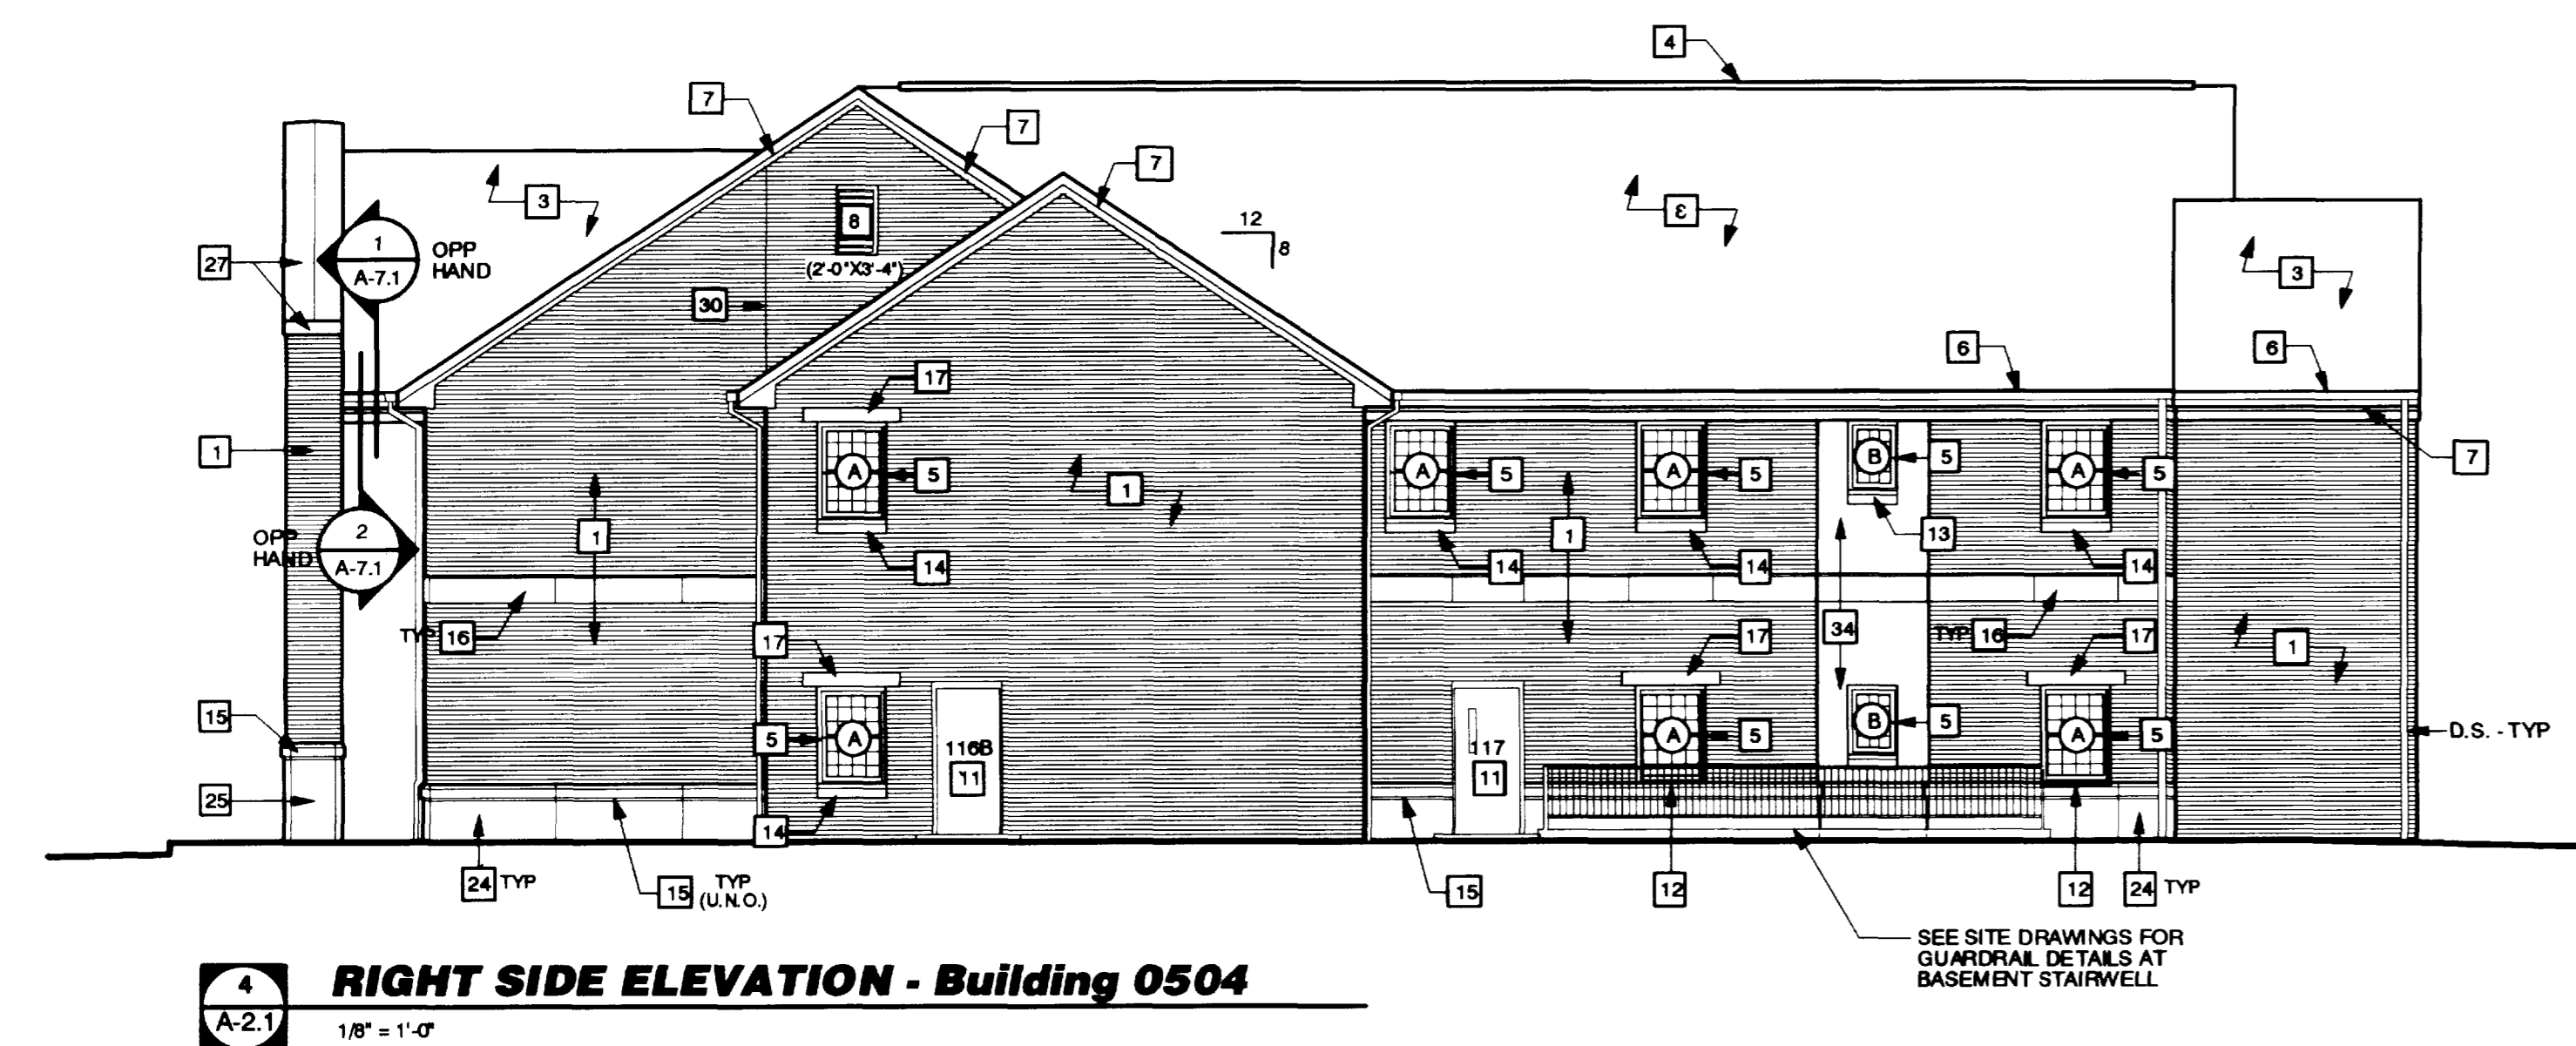 4
7
7
7
3
12
8
8
(2'-0"X3'-4")
3
3
27
1
A-7.1
OPP
HAND
30
6
6
17
1
A
5
1
A
5
A
5
B
5
A
5
7
13
1
1
OPP
HAND
2
A-7.1
14
14
14
14
TYP 16
17
17
34
TYP 16
17
1
15
5
A
116B
11
117
11
A
5
B
5
A
5
D.S. - TYP
25
14
24 TYP
15 TYP
(U.N.O.)
15
12
12
24 TYP
SEE SITE DRAWINGS FOR
GUARDRAIL DETAILS AT
BASEMENT STAIRWELL
4
A-2.1
RIGHT SIDE ELEVATION - Building 0504
1/8" = 1'-0"